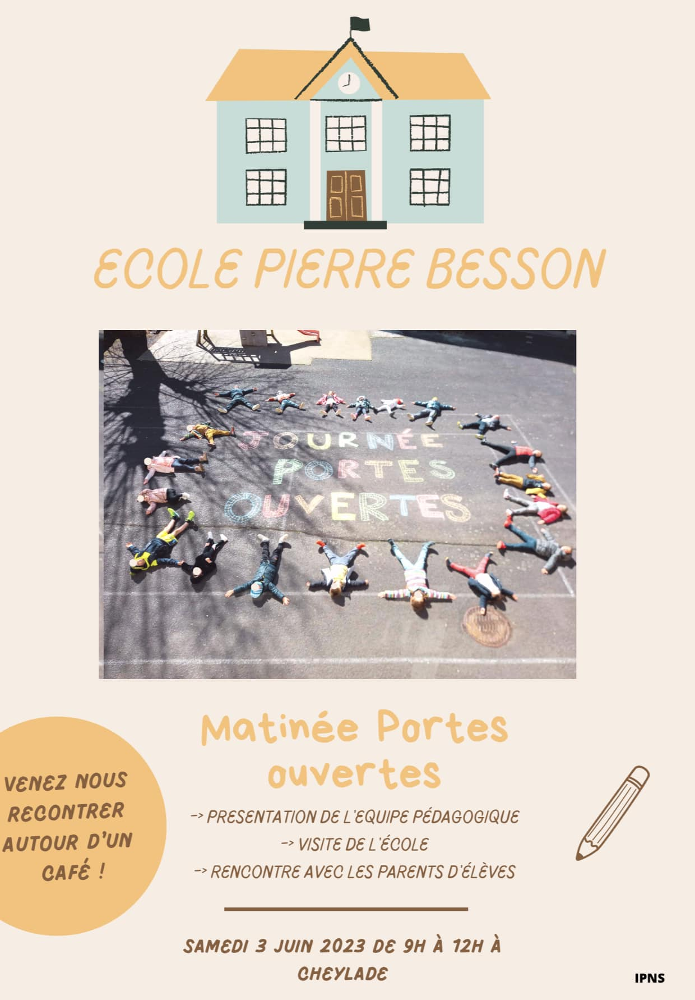 ECOLE PIERRE BESSON
JOURNÉE
PORTES
OUVERTES
Matinée Portes
ouvertes
VENEZ NOUS
RECONTRER
AUTOUR D'UN
CAFÉ !
-> PRESENTATION DE L'EQUIPE PÉDAGOGIQUE
-> VISITE DE L'ÉCOLE
-> RENCONTRE AVEC LES PARENTS D'ÉLÈVES
SAMEDI 3 JUIN 2023 DE 9H À 12H À
CHEYLADE
IPNS